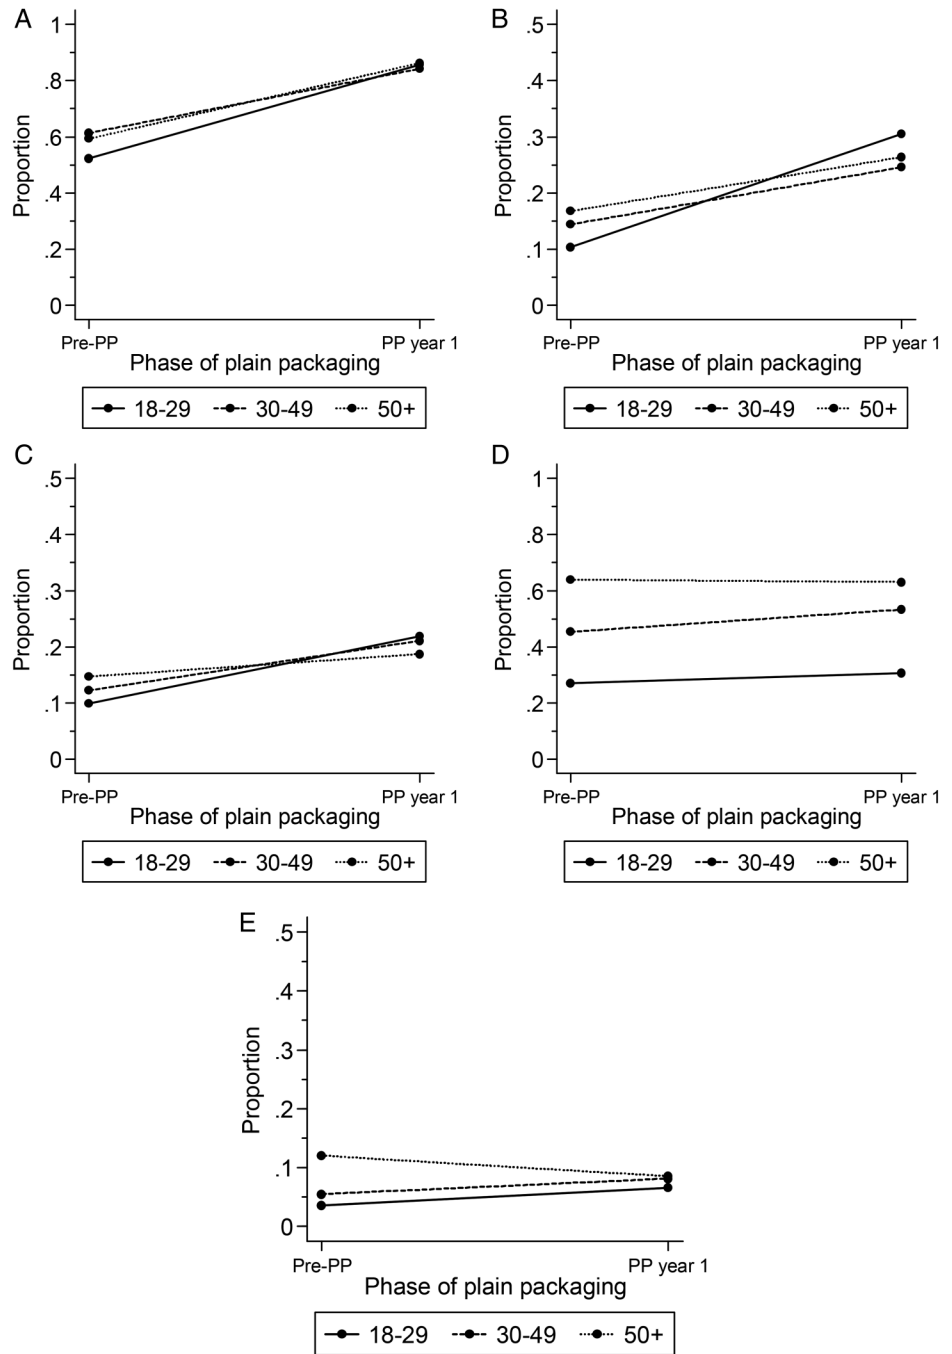 A
Proportion
1
.8
.6
.4
.2
0
Pre-PP PP year 1
Phase of plain packaging
18-29 30-49 50+
B
Proportion
.5
.4
.3
.2
.1
0
Pre-PP PP year 1
Phase of plain packaging
18-29 30-49 50+
C
Proportion
.5
.4
.3
.2
.1
0
Pre-PP PP year 1
Phase of plain packaging
18-29 30-49 50+
D
Proportion
1
.8
.6
.4
.2
0
Pre-PP PP year 1
Phase of plain packaging
18-29 30-49 50+
E
Proportion
.5
.4
.3
.2
.1
0
Pre-PP PP year 1
Phase of plain packaging
18-29 30-49 50+